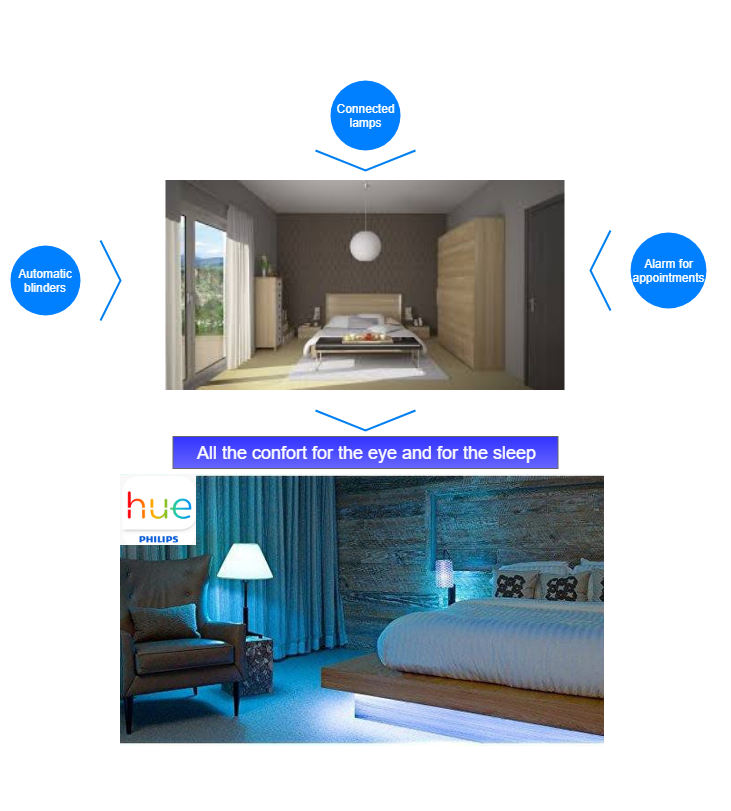 Connected
lamps
Automatic
blinders
Alarm for
appointments
All the confort for the eye and for the sleep
hue
PHILIPS